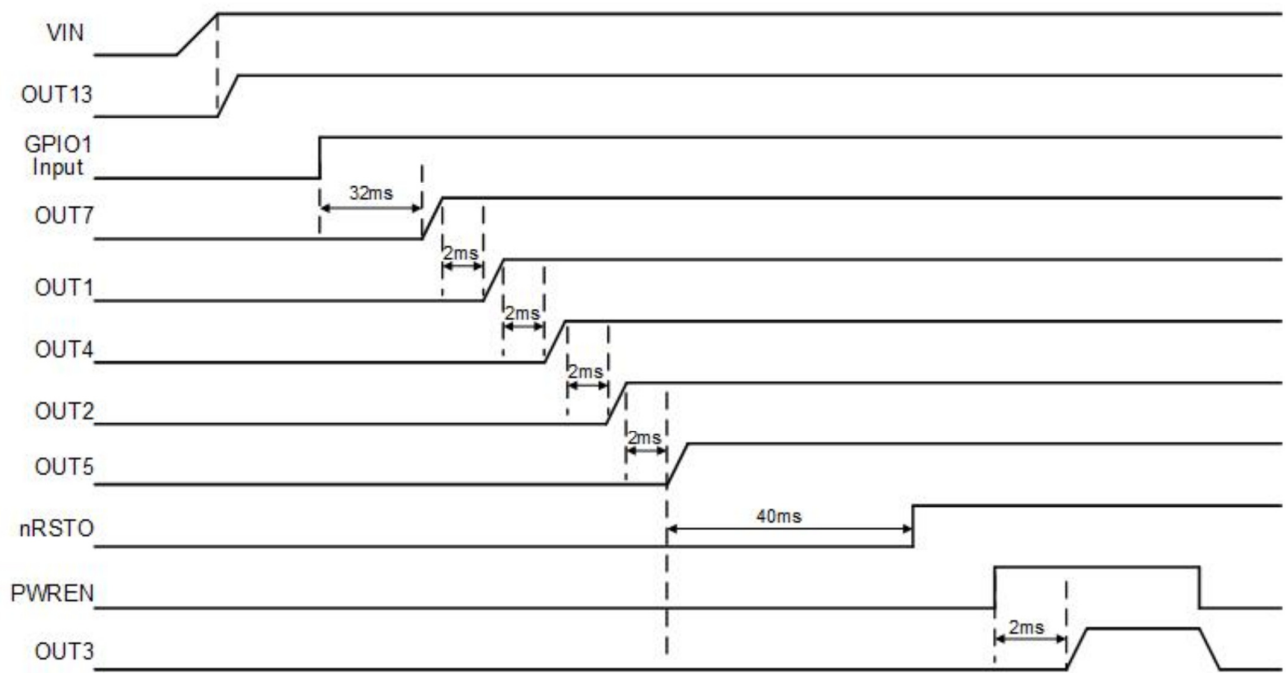 VIN
OUT13
GPIO1
Input
32ms
OUT7
2ms
OUT1
2ms
OUT4
2ms
OUT2
2ms
OUT5
40ms
nRSTO
PWREN
2ms
OUT3